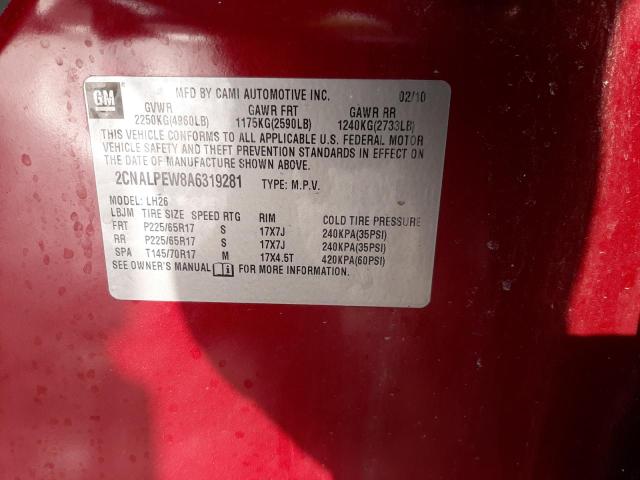 GM MFD BY CAMI AUTOMOTIVE INC. 02/10
GVWR GAWR FRT GAWR RR
2250KG(4960LB) 1175KG(2590LB) 1240KG(2733LB)
THIS VEHICLE CONFORMS TO ALL APPLICABLE U.S. FEDERAL MOTOR
VEHICLE SAFETY AND THEFT PREVENTION STANDARDS IN EFFECT ON
THE DATE OF MANUFACTURE SHOWN ABOVE.
2CNALPEW8A6319281 TYPE: M.P.V.
MODEL: LH26
LBJM TIRE SIZE SPEED RTG RIM COLD TIRE PRESSURE
FRT P225/65R17 S 17X7J 240KPA(35PSI)
RR P225/65R17 S 17X7J 240KPA(35PSI)
SPA T145/70R17 M 17X4.5T 420KPA(60PSI)
SEE OWNER'S MANUAL FOR MORE INFORMATION.